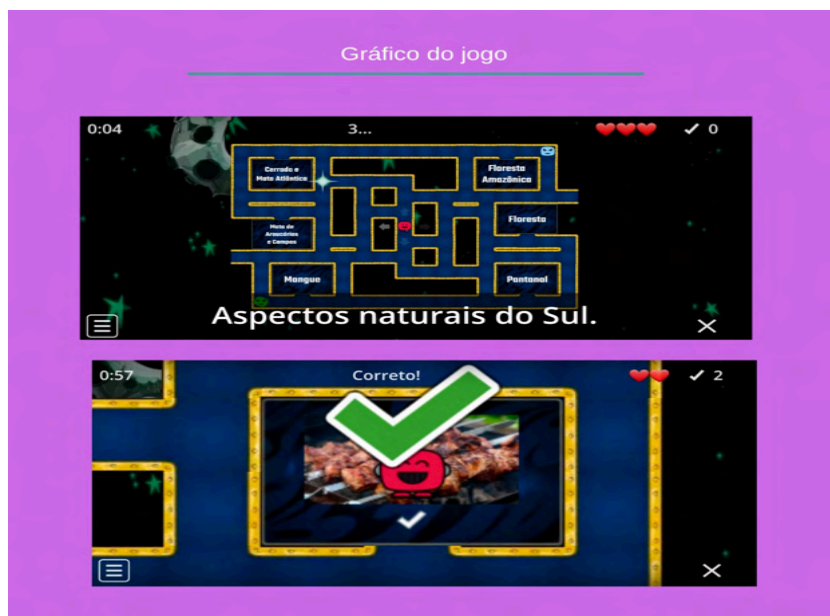 Gráfico do jogo
0:04
3...
0
Cerrado e
Mata Atlântica
Floresta
Amazônica
Mata de
Araucárias
e Campos
Floresta
Mangue
Pantanal
Aspectos naturais do Sul.
0:57
Correto!
2